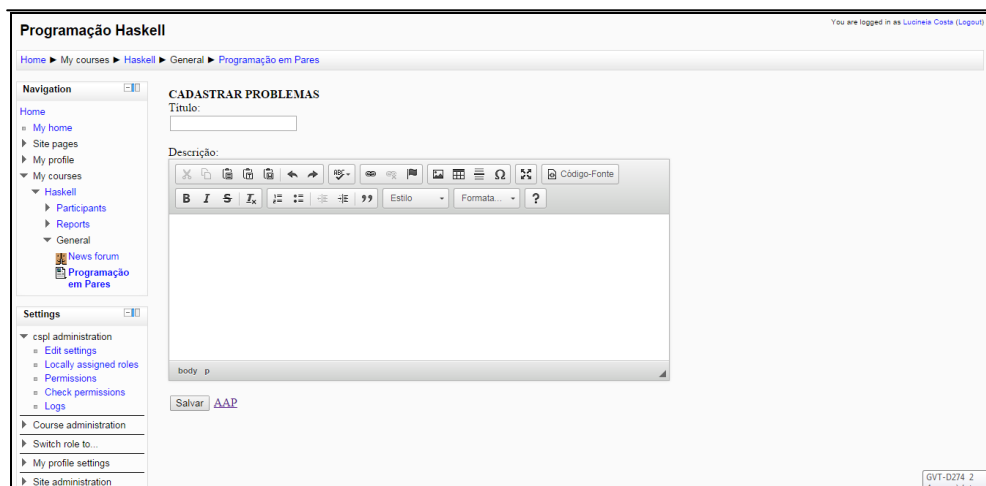 Programação Haskell
You are logged in as Lucineia Costa (Logout)
Home ► My courses ► Haskell ► General ► Programação em Pares
Navigation
Home
My home
Site pages
My profile
My courses
Haskell
Participants
Reports
General
News forum
Programação
em Pares
Settings
cspl administration
Edit settings
Locally assigned roles
Permissions
Check permissions
Logs
Course administration
Switch role to...
My profile settings
Site administration
CADASTRAR PROBLEMAS
Título:
Descrição:
ABC
Ω
Código-Fonte
B I S Ix
Estilo
Formata...
?
body p
Salvar AAP
GVT-D274 2